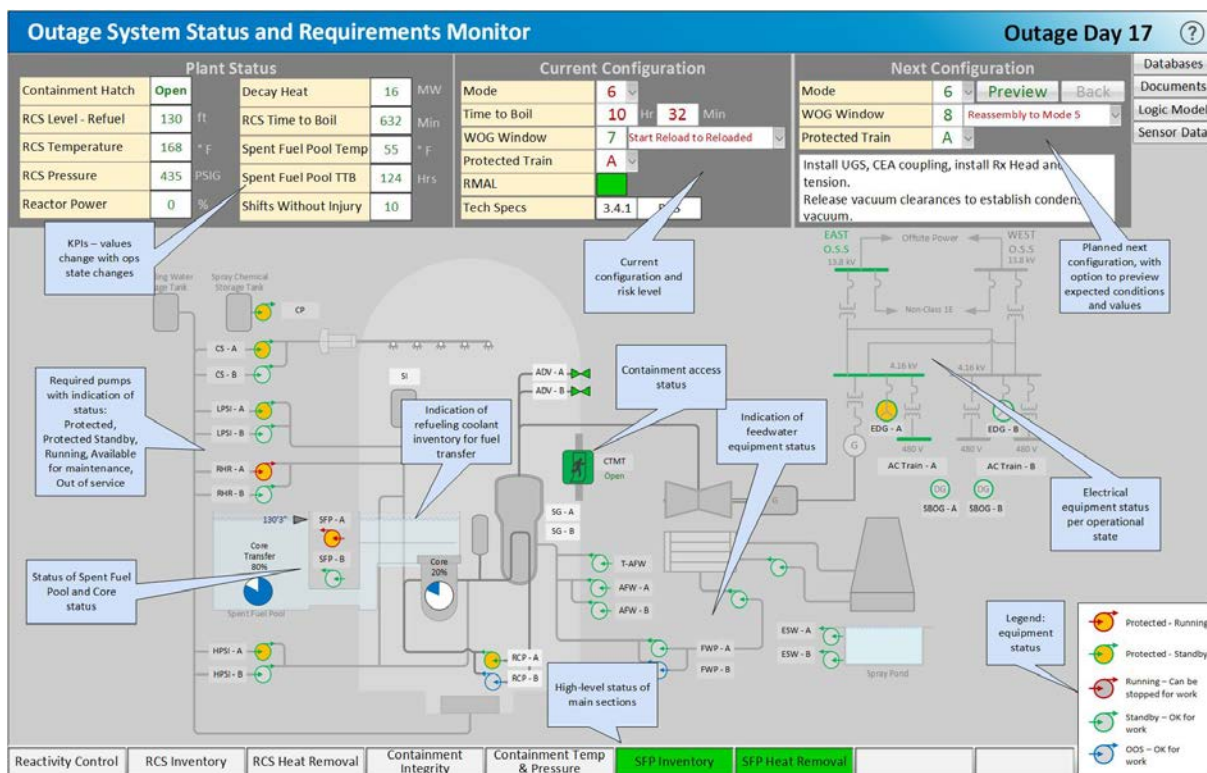 Outage System Status and Requirements Monitor
Outage Day 17
?
Plant Status
Containment Hatch Open
RCS Level - Refuel 130 ft
RCS Temperature 168 ° F
RCS Pressure 435 PSIG
Reactor Power 0 %
Decay Heat 16 MW
RCS Time to Boil 632 Min
Spent Fuel Pool Temp 55 ° F
Spent Fuel Pool TTB 124 Hrs
Shifts Without Injury 10
Current Configuration
Mode 6
Time to Boil 10 Hr 32 Min
WOG Window 7 Start Reload to Reloaded
Protected Train A
RMAL
Tech Specs 3.4.1
Next Configuration
Mode 6 Preview Back
WOG Window 8 Reassembly to Mode 5
Protected Train A
Install UGS, CEA coupling, install Rx Head and
tension.
Release vacuum clearances to establish conden
vacuum.
Databases
Documents
Logic Model
Sensor Data
KPIs – values
change with ops
state changes
Current
configuration and
risk level
Planned next
configuration, with
option to preview
expected conditions
and values
Spray Chemical
Storage Tank
CP
CS - A
CS - B
Required pumps
with indication of
status:
Protected,
Protected Standby,
Running, Available
for maintenance,
Out of service
LPSI - A
LPSI - B
RHR - A
RHR - B
SI
Indication of
refueling coolant
inventory for fuel
transfer
ADV - A
ADV - B
Containment access
status
CTMT
Open
Indication of
feedwater
equipment status
EAST
O.S.S
13.8 kV
Offsite Power
WEST
O.S.S
13.8 kV
Non-Class 1E
4.16 kV
4.16 kV
EDG - A
EDG - B
480 V
480 V
480 V
AC Train - A
AC Train - B
OG
OG
SBOG - A
SBOG - B
G
G
Electrical
equipment status
per operational
state
130'3"
SFP - A
SFP - B
Core
Transfer
80%
Spent Fuel Pool
Core
20%
Status of Spent Fuel
Pool and Core
status
SG - A
SG - B
T-AFW
AFW - A
AFW - B
HPSI - A
HPSI - B
RCP - A
RCP - B
FWP - A
FWP - B
ESW - A
ESW - B
Spray Pond
High-level status of
main sections
Legend:
equipment
status
Protected - Running
Protected - Standby
Running – Can be
stopped for work
Standby – OK for
work
OOS – OK for
work
Reactivity Control
RCS Inventory
RCS Heat Removal
Containment
Integrity
Containment Temp
& Pressure
SFP Inventory
SFP Heat Removal